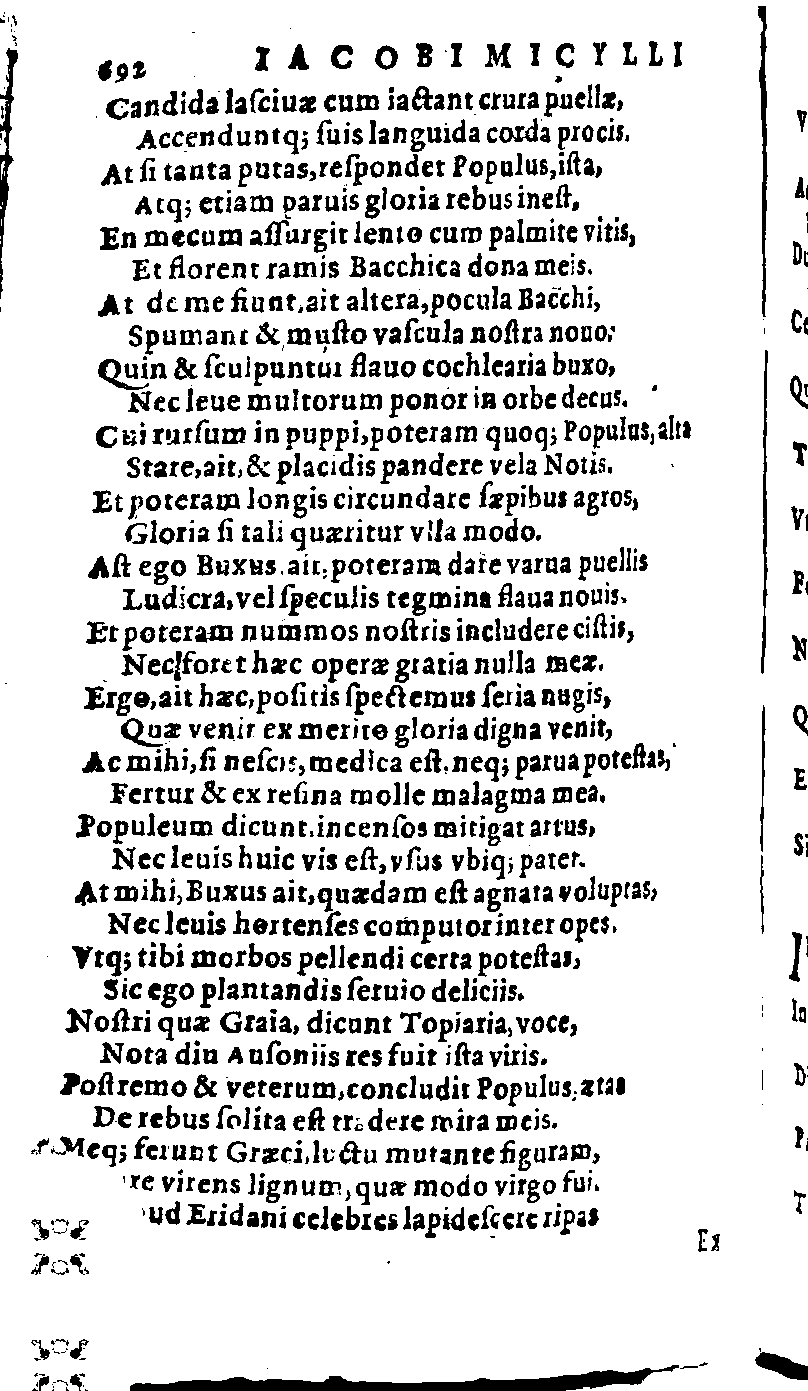 692 IACOBI MICYLLI
Candida laſciuæ cum iactant crura puellæ,
Accenduntq; ſuis languida corda procis.
At ſi tanta putas, reſpondet Populus, iſta,
Atq; etiam paruis gloria rebus ineſt,
En mecum aſſurgit lento cum palmite vitis,
Et florent ramis Bacchica dona meis.
At de me fiunt, ait altera, pocula Bacchi,
Spumant & muſto vaſcula noſtra nouo:
Quin & ſculpuntur flauo cochlearia buxo,
Nec leue multorum ponor in orbe decus.
Cui rurſum in puppi, poteram quoq; Populus, alta
Stare, ait, & placidis pandere vela Notis.
Et poteram longis circundare ſæpibus agros,
Gloria ſi tali quæritur vlla modo.
Aſt ego Buxus. ait, poteram dare varua puellis
Ludicra, vel ſpeculis tegmina flaua nouis.
Et poteram nummos noſtris includere ciſtis,
Nec foret hæc operæ gratia nulla meæ.
Ergo, ait hæc, poſitis ſpectemus ſeria nugis,
Quæ venir ex merito gloria digna venit,
Ac mihi, ſi neſcis, medica eſt, neq; parua poteſtas,
Fertur & ex reſina molle malagma mea.
Populeum dicunt, incenſos mitigat artus,
Nec leuis huic vis eſt, vſus vbiq; patet.
At mihi, Buxus ait, quædam eſt agnata voluptas,
Nec leuis hortenſes computor inter opes.
Vtq; tibi morbos pellendi certa poteſtas,
Sic ego plantandis ſeruio deliciis.
Noſtri quæ Graia, dicunt Topiaria, voce,
Nota diu Auſoniis res fuit iſta viris.
Poſtremo & veterum, concludit Populus, ætas
De rebus ſolita eſt tradere mira meis.
Meq; ferunt Græci, luctu mutante figuram,
re virens lignum, quæ modo virgo fui.
ud Eridani celebres lapideſcere ripas
Ex